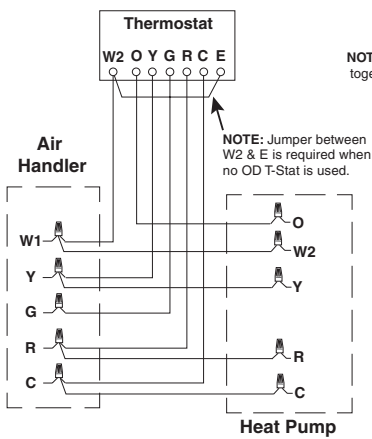 Thermostat
W2 O Y G R C E
NOT
toge
NOTE: Jumper between
W2 & E is required when
no OD T-Stat is used.
Air
Handler
W1
Y
G
R
C
O
W2
Y
R
C
Heat Pump